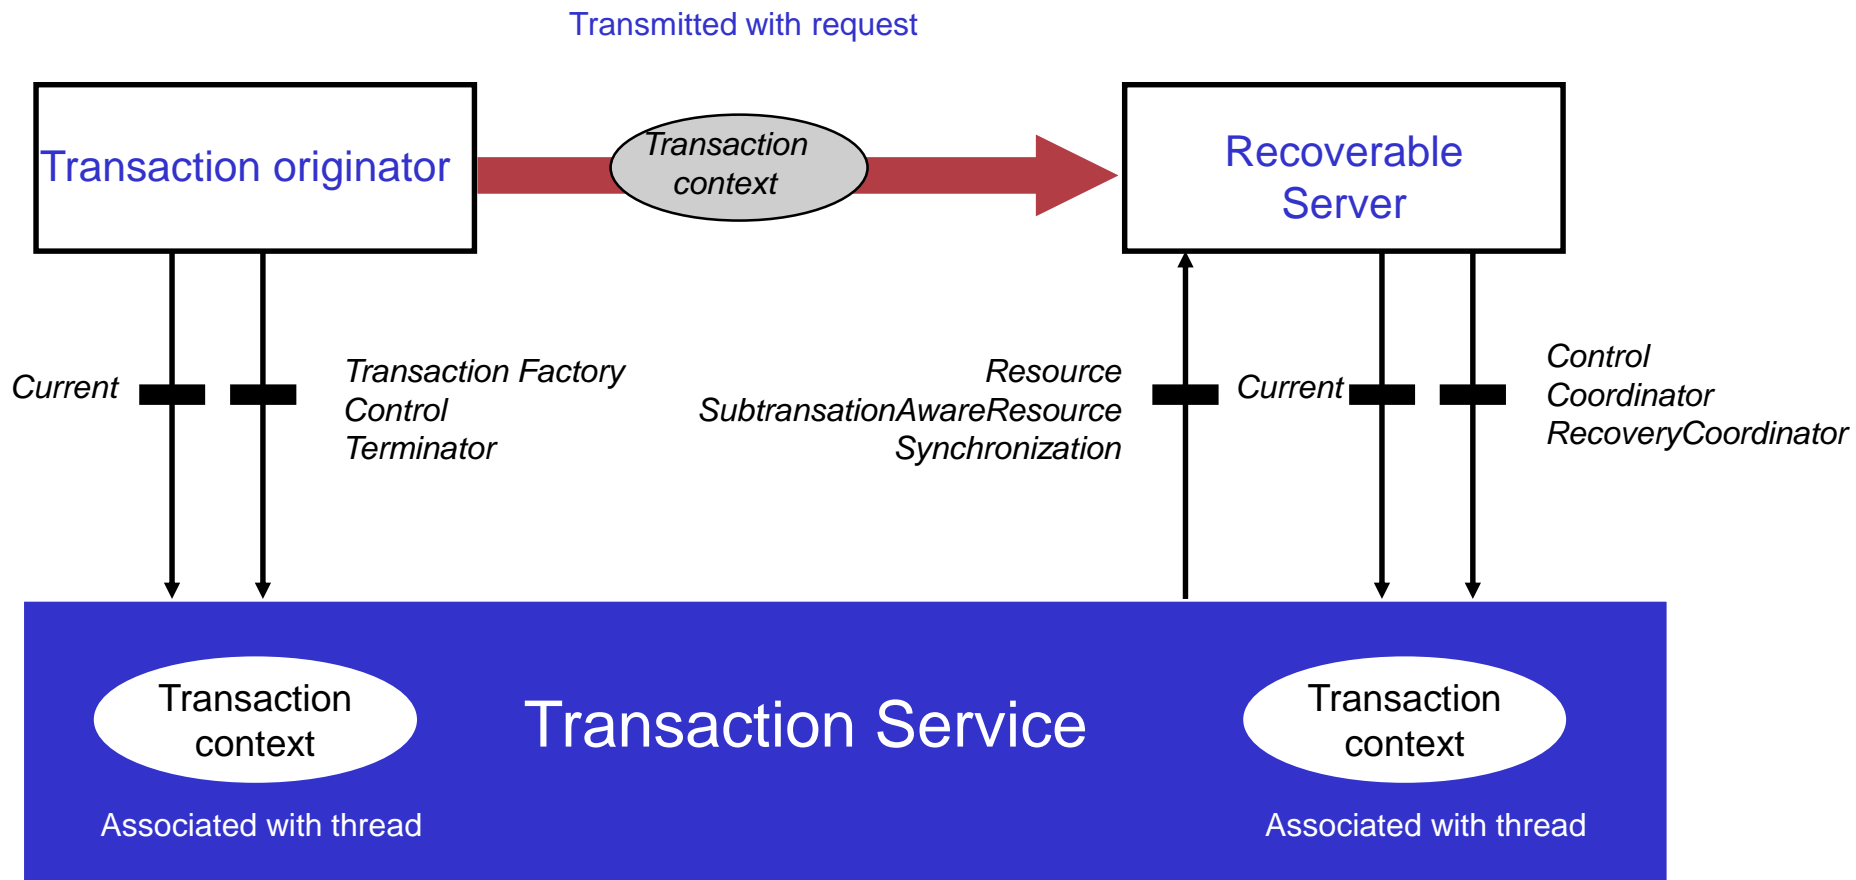 Transmitted with request
Transaction originator
Transaction
context
Recoverable
Server
Current
Transaction Factory
Control
Terminator
Resource
SubtransationAwareResource
Synchronization
Current
Control
Coordinator
RecoveryCoordinator
Transaction
context
Associated with thread
Transaction Service
Transaction
context
Associated with thread